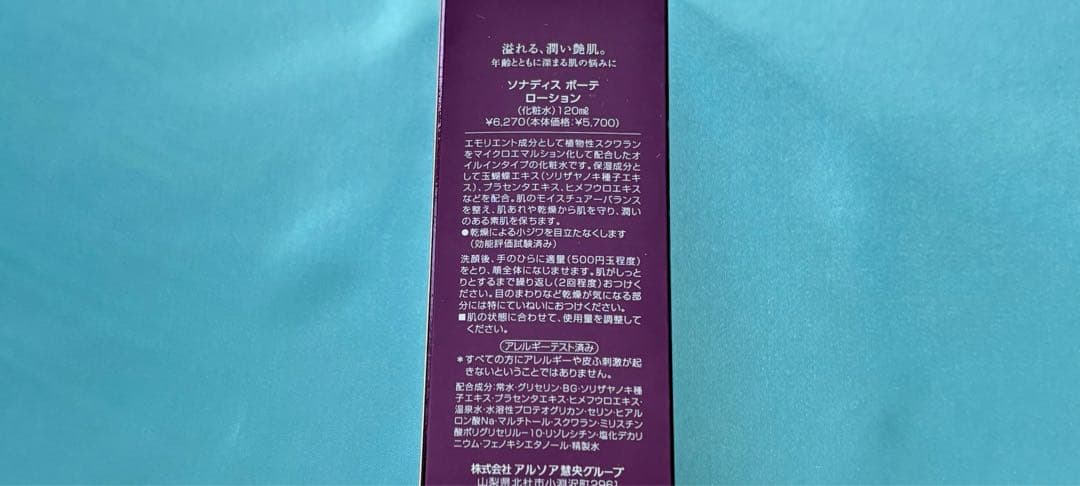 溢れる、潤い艶肌。
年齢とともに深まる肌の悩みに
ソナディス ボーテ
ローション
(化粧水)120㎖
¥6,270(本体価格:¥5,700)
エモリエント成分として植物性スクワラン
をマイクロエマルション化して配合したオ
イルインタイプの化粧水です。保湿成分と
して玉蝴蝶エキス(ソリザヤノキ種子エキ
ス)、プラセンタエキス、ヒメフウロエキス
などを配合。肌のモイスチュアーバランス
を整え、肌あれや乾燥から肌を守り、潤い
のある素肌を保ちます。
●乾燥による小ジワを目立たなくします
(効能評価試験済み)
洗顔後、手のひらに適量(500円玉程度)
をとり、顔全体になじませます。肌がしっと
りとするまで繰り返し(2回程度)おつけく
ださい。目のまわりなど乾燥が気になる部
分には特にていねいにおつけください。
■肌の状態に合わせて、使用量を調整して
ください。
アレルギーテスト済み
*すべての方にアレルギーや皮ふ刺激が起
きないということではありません。
配合成分:常水・グリセリン・BG・ソリザヤノキ種
子エキス・プラセンタエキス・ヒメフウロエキス・
温泉水・水溶性プロテオグリカン・セリン・ヒアル
ロン酸Na・マルチトール・スクワラン・ミリスチン
酸ポリグリセリル-10・リゾレシチン・塩化デカリ
ニウム・フェノキシエタノール・精製水
株式会社 アルソア慧央グループ
山梨県北杜市小淵沢町2961